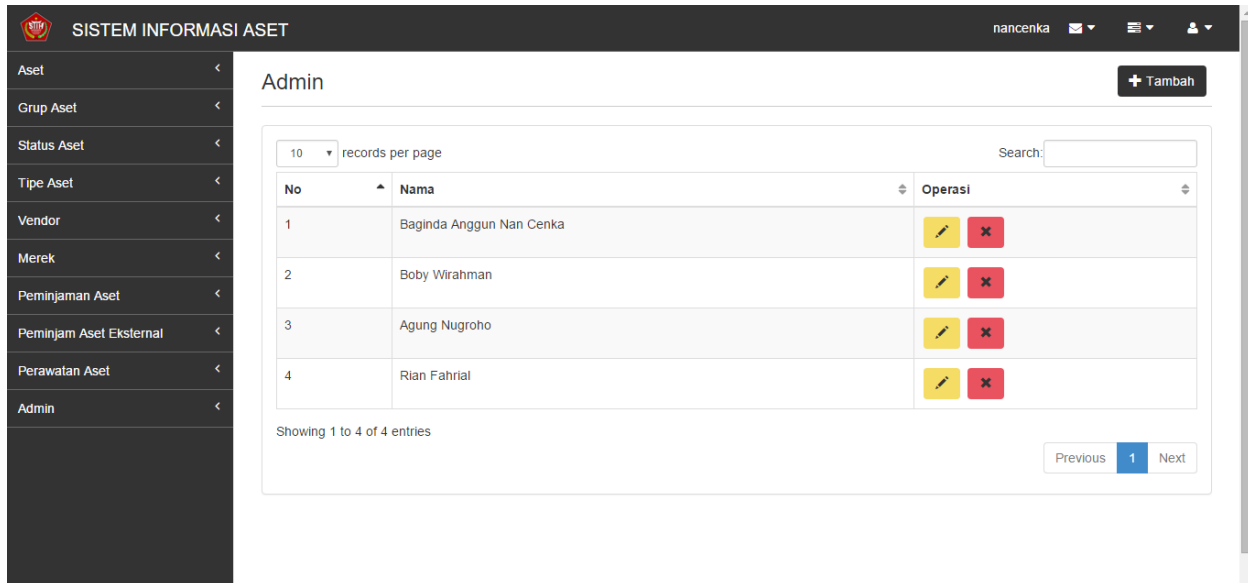 SISTEM INFORMASI ASET
nancenka
Aset
Grup Aset
Status Aset
Tipe Aset
Vendor
Merek
Peminjaman Aset
Peminjam Aset Eksternal
Perawatan Aset
Admin
Admin
Tambah
10 records per page
Search:
No Nama Operasi
1 Baginda Anggun Nan Cenka
2 Boby Wirahman
3 Agung Nugroho
4 Rian Fahrial
Showing 1 to 4 of 4 entries
Previous 1 Next